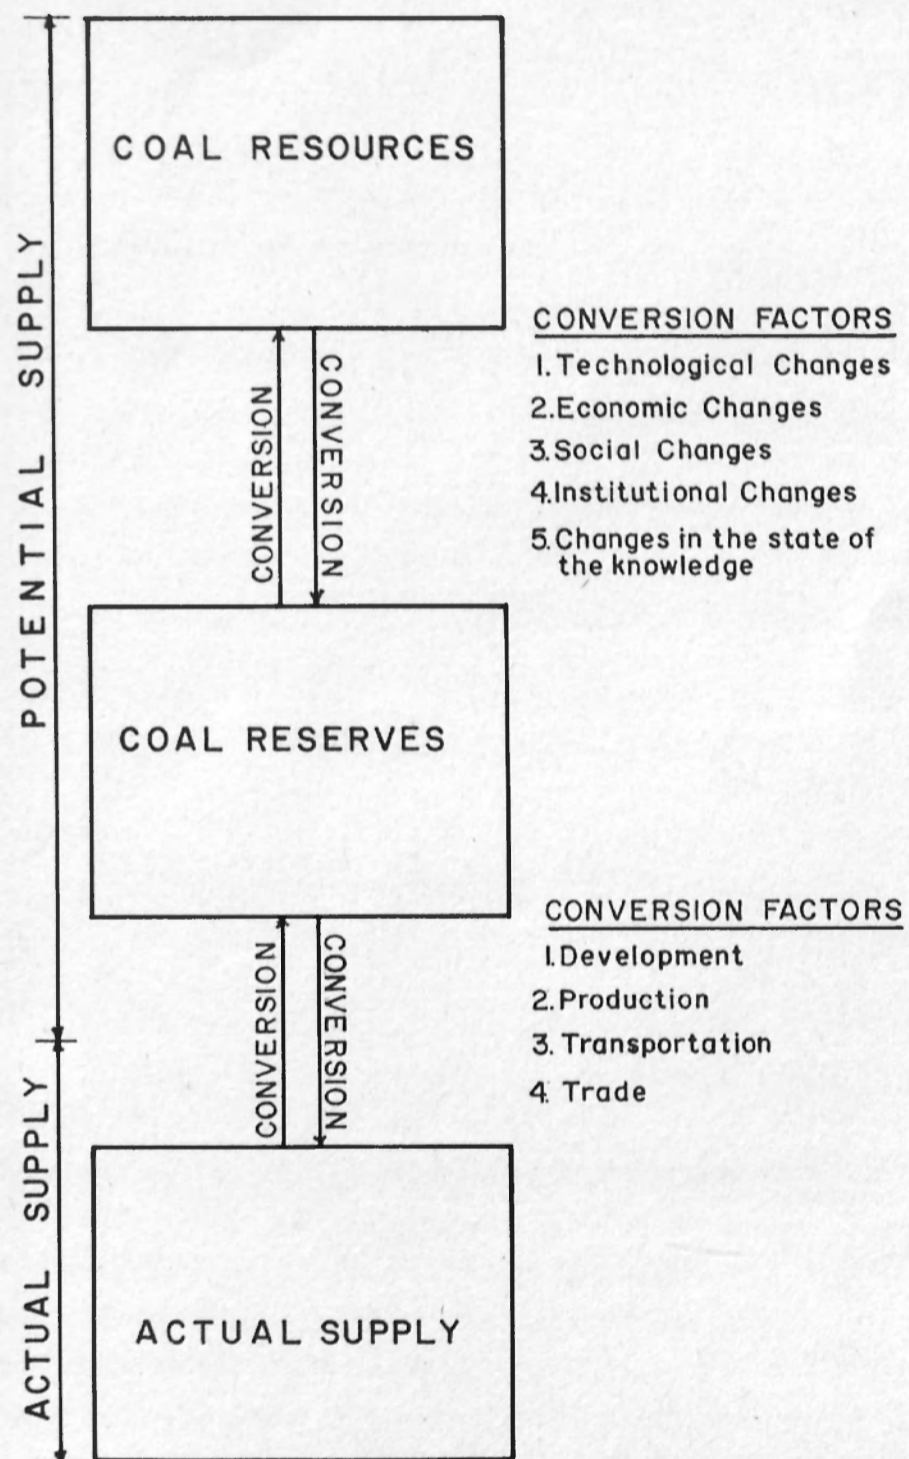 POTENTIAL SUPPLY
COAL RESOURCES
CONVERSION
CONVERSION
CONVERSION FACTORS
1. Technological Changes
2. Economic Changes
3. Social Changes
4. Institutional Changes
5. Changes in the state of
the knowledge
COAL RESERVES
CONVERSION
CONVERSION
CONVERSION FACTORS
1. Development
2. Production
3. Transportation
4. Trade
ACTUAL SUPPLY
ACTUAL SUPPLY